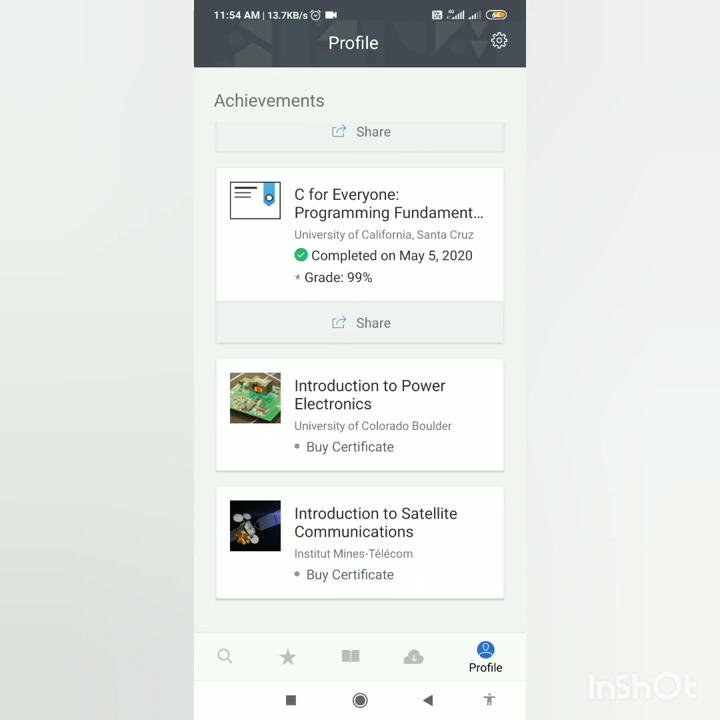 11:54 AM | 13.7KB/s
4G
64
Profile
Achievements
Share
C for Everyone:
Programming Fundament...
University of California, Santa Cruz
Completed on May 5, 2020
Grade: 99%
Share
Introduction to Power
Electronics
University of Colorado Boulder
Buy Certificate
Introduction to Satellite
Communications
Institut Mines-Télécom
Buy Certificate
Profile
InShOt